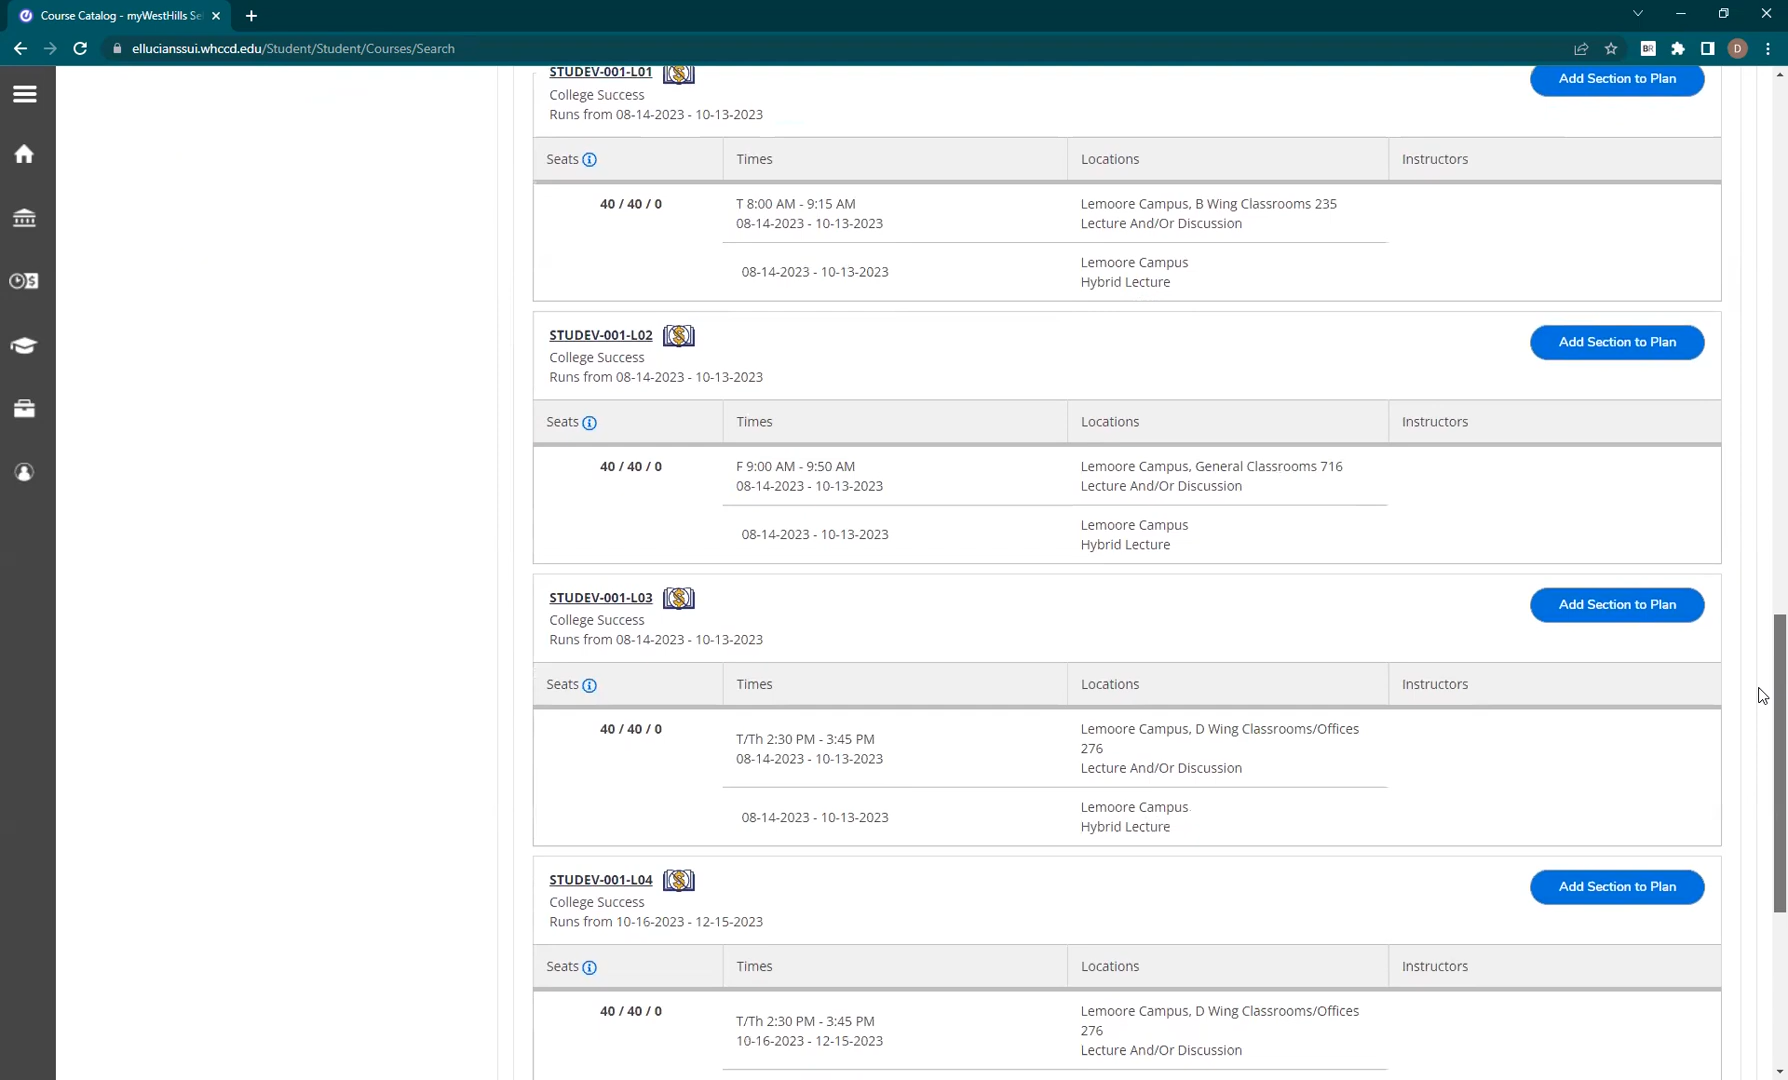 Course Catalog - myWestHills Se
ellucianssui.whccd.edu/Student/Student/Courses/Search
BR
D
STUDEV-001-L01
Add Section to Plan
College Success
Runs from 08-14-2023 - 10-13-2023
Seats Times Locations Instructors
40 / 40 / 0 T 8:00 AM - 9:15 AM Lemoore Campus, B Wing Classrooms 235
08-14-2023 - 10-13-2023 Lecture And/Or Discussion
08-14-2023 - 10-13-2023 Lemoore Campus
Hybrid Lecture
STUDEV-001-L02
Add Section to Plan
College Success
Runs from 08-14-2023 - 10-13-2023
Seats Times Locations Instructors
40 / 40 / 0 F 9:00 AM - 9:50 AM Lemoore Campus, General Classrooms 716
08-14-2023 - 10-13-2023 Lecture And/Or Discussion
08-14-2023 - 10-13-2023 Lemoore Campus
Hybrid Lecture
STUDEV-001-L03
Add Section to Plan
College Success
Runs from 08-14-2023 - 10-13-2023
Seats Times Locations Instructors
40 / 40 / 0 T/Th 2:30 PM - 3:45 PM Lemoore Campus, D Wing Classrooms/Offices
08-14-2023 - 10-13-2023 276
Lecture And/Or Discussion
08-14-2023 - 10-13-2023 Lemoore Campus
Hybrid Lecture
STUDEV-001-L04
Add Section to Plan
College Success
Runs from 10-16-2023 - 12-15-2023
Seats Times Locations Instructors
40 / 40 / 0 T/Th 2:30 PM - 3:45 PM Lemoore Campus, D Wing Classrooms/Offices
10-16-2023 - 12-15-2023 276
Lecture And/Or Discussion